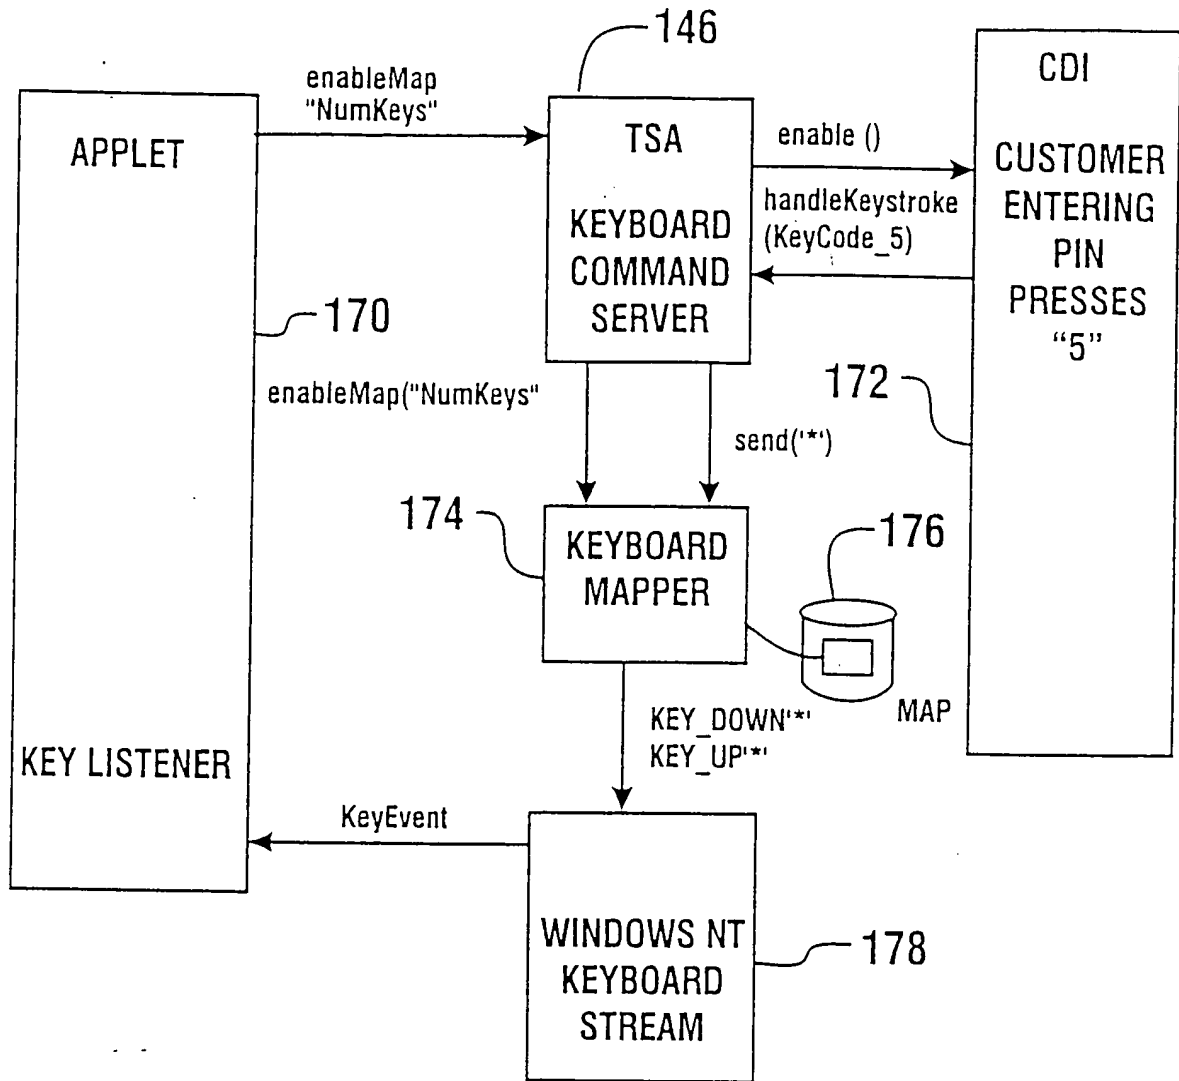 146
enableMap
"NumKeys"
APPLET
TSA
KEYBOARD
COMMAND
SERVER
enable ()
handleKeystroke
(KeyCode_5)
CDI
CUSTOMER
ENTERING
PIN
PRESSES
“5”
170
172
enableMap("NumKeys"
send('*')
174
KEYBOARD
MAPPER
176
MAP
KEY_DOWN'*'
KEY_UP'*'
KEY LISTENER
KeyEvent
WINDOWS NT
KEYBOARD
STREAM
178